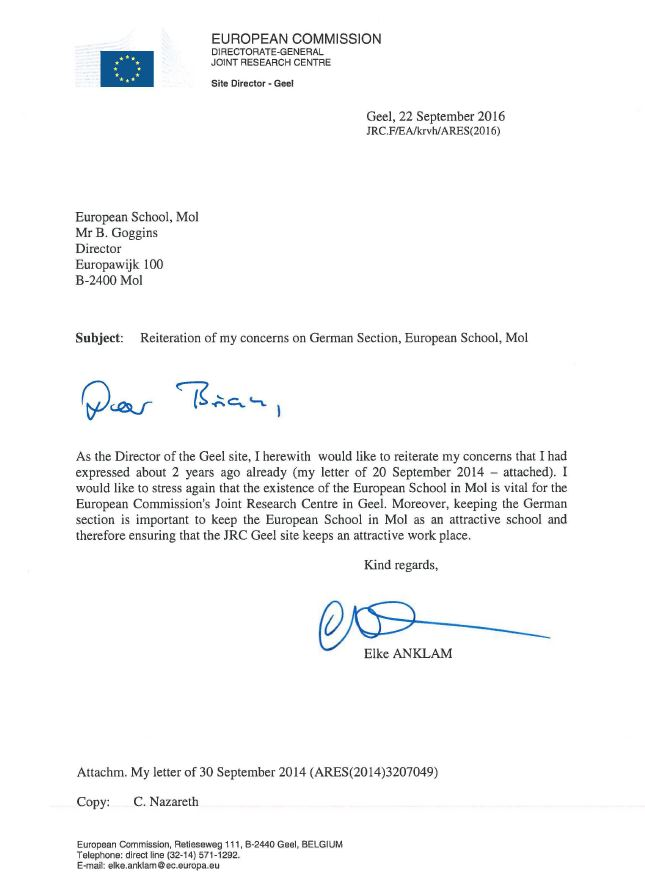 EUROPEAN COMMISSION
DIRECTORATE-GENERAL
JOINT RESEARCH CENTRE
Site Director - Geel
Geel, 22 September 2016
JRC.F/EA/krvh/ARES(2016)
European School, Mol
Mr B. Goggins
Director
Europawijk 100
B-2400 Mol
Subject: Reiteration of my concerns on German Section, European School, Mol
Dear Brian,
As the Director of the Geel site, I herewith would like to reiterate my concerns that I had
expressed about 2 years ago already (my letter of 20 September 2014 – attached). I
would like to stress again that the existence of the European School in Mol is vital for the
European Commission's Joint Research Centre in Geel. Moreover, keeping the German
section is important to keep the European School in Mol as an attractive school and
therefore ensuring that the JRC Geel site keeps an attractive work place.
Kind regards,
Elke ANKLAM
Attachm. My letter of 30 September 2014 (ARES(2014)3207049)
Copy: C. Nazareth
European Commission, Retieseweg 111, B-2440 Geel, BELGIUM
Telephone: direct line (32-14) 571-1292.
E-mail: elke.anklam@ec.europa.eu